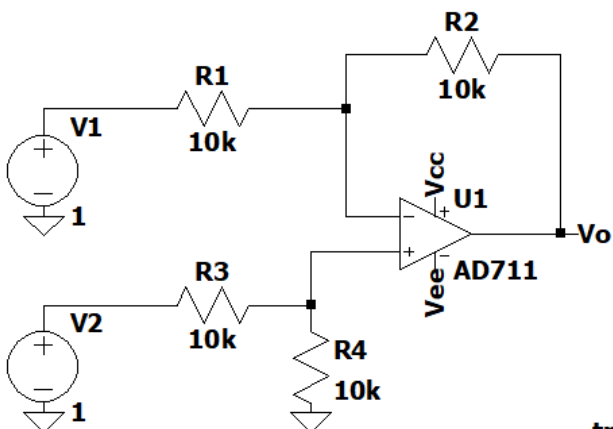 R2
10k
R1
10k
V1
+
−
1
Vcc
U1
+
−
+
−
Vee
AD711
Vo
R3
10k
V2
+
−
1
R4
10k